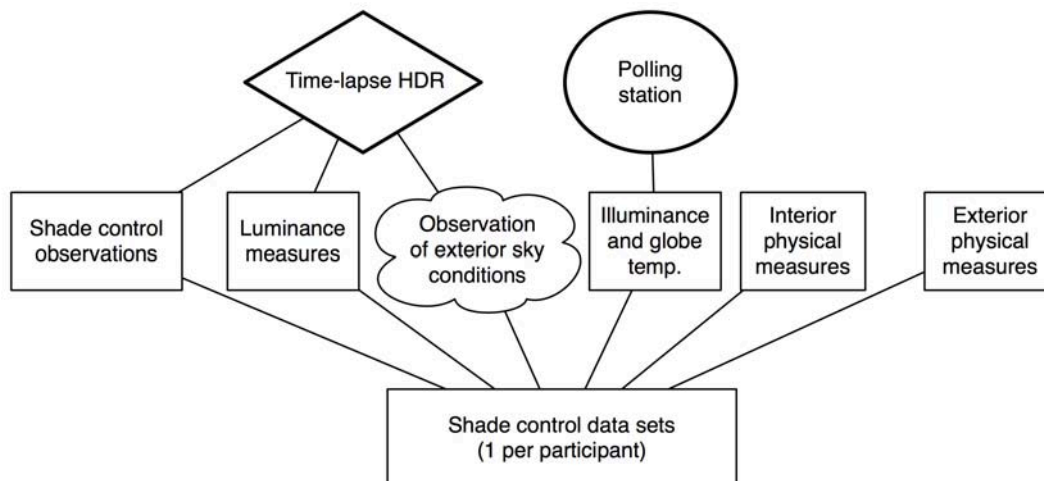 Time-lapse HDR
Polling
station
Shade control
observations
Luminance
measures
Observation
of exterior sky
conditions
Illuminance
and globe
temp.
Interior
physical
measures
Exterior
physical
measures
Shade control data sets
(1 per participant)